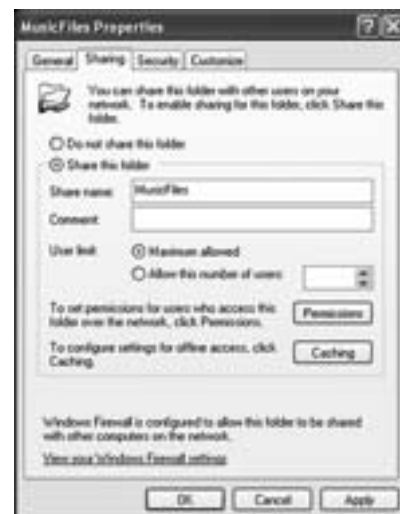 MusicFiles Properties
General Sharing Security Customize
You can share this folder with other users on your
network. To enable sharing for this folder, click Share this
folder.
Do not share this folder
Share this folder
Share name: MusicFiles
Comment:
User limit: Maximum allowed
Allow this number of users:
To set permissions for users who access this
folder over the network, click Permissions.
Permissions
To configure settings for offline access, click
Caching.
Caching
Windows Firewall is configured to allow this folder to be shared
with other computers on the network.
View your Windows Firewall settings
OK Cancel Apply